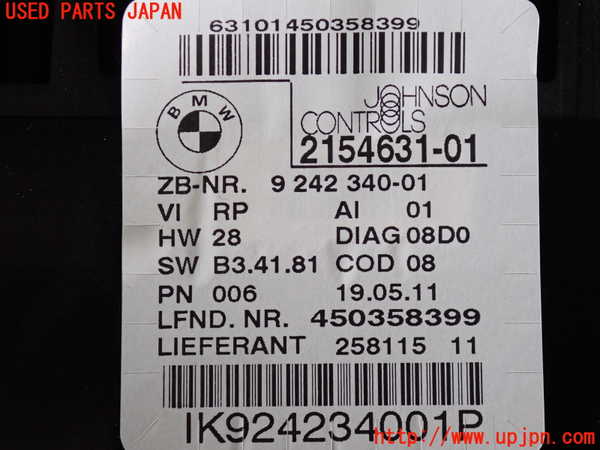 USED PARTS JAPAN
63101450358399
BMW
JOHNSON
CONTROLS
2154631-01
ZB-NR. 9 242 340-01
VI RP AI 01
HW 28 DIAG 08D0
SW B3.41.81 COD 08
PN 006 19.05.11
LFND. NR. 450358399
LIEFERANT 258115 11
IK924234001P
http://www.upjpn.com